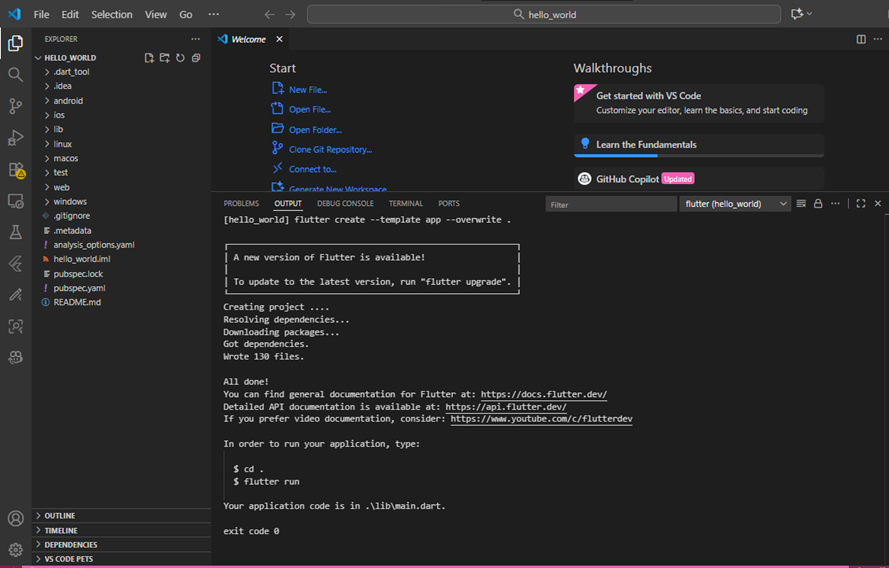 File Edit Selection View Go ...
hello_world
EXPLORER ...
HELLO_WORLD
.dart_tool
.idea
android
ios
lib
linux
macos
test
web
windows
.gitignore
.metadata
analysis_options.yaml
hello_world.iml
pubspec.lock
pubspec.yaml
README.md
OUTLINE
TIMELINE
DEPENDENCIES
VS CODE PETS
Welcome
Start
New File...
Open File...
Open Folder...
Clone Git Repository...
Connect to...
Generate New Workspace
Walkthroughs
Get started with VS Code
Customize your editor, learn the basics, and start coding
Learn the Fundamentals
GitHub Copilot Updated
PROBLEMS OUTPUT DEBUG CONSOLE TERMINAL PORTS
Filter
flutter (hello_world)
[hello_world] flutter create --template app --overwrite .
A new version of Flutter is available!
To update to the latest version, run "flutter upgrade".
Creating project ....
Resolving dependencies...
Downloading packages...
Got dependencies.
Wrote 130 files.
All done!
You can find general documentation for Flutter at: https://docs.flutter.dev/
Detailed API documentation is available at: https://api.flutter.dev/
If you prefer video documentation, consider: https://www.youtube.com/c/flutterdev
In order to run your application, type:
$ cd .
$ flutter run
Your application code is in .\lib\main.dart.
exit code 0